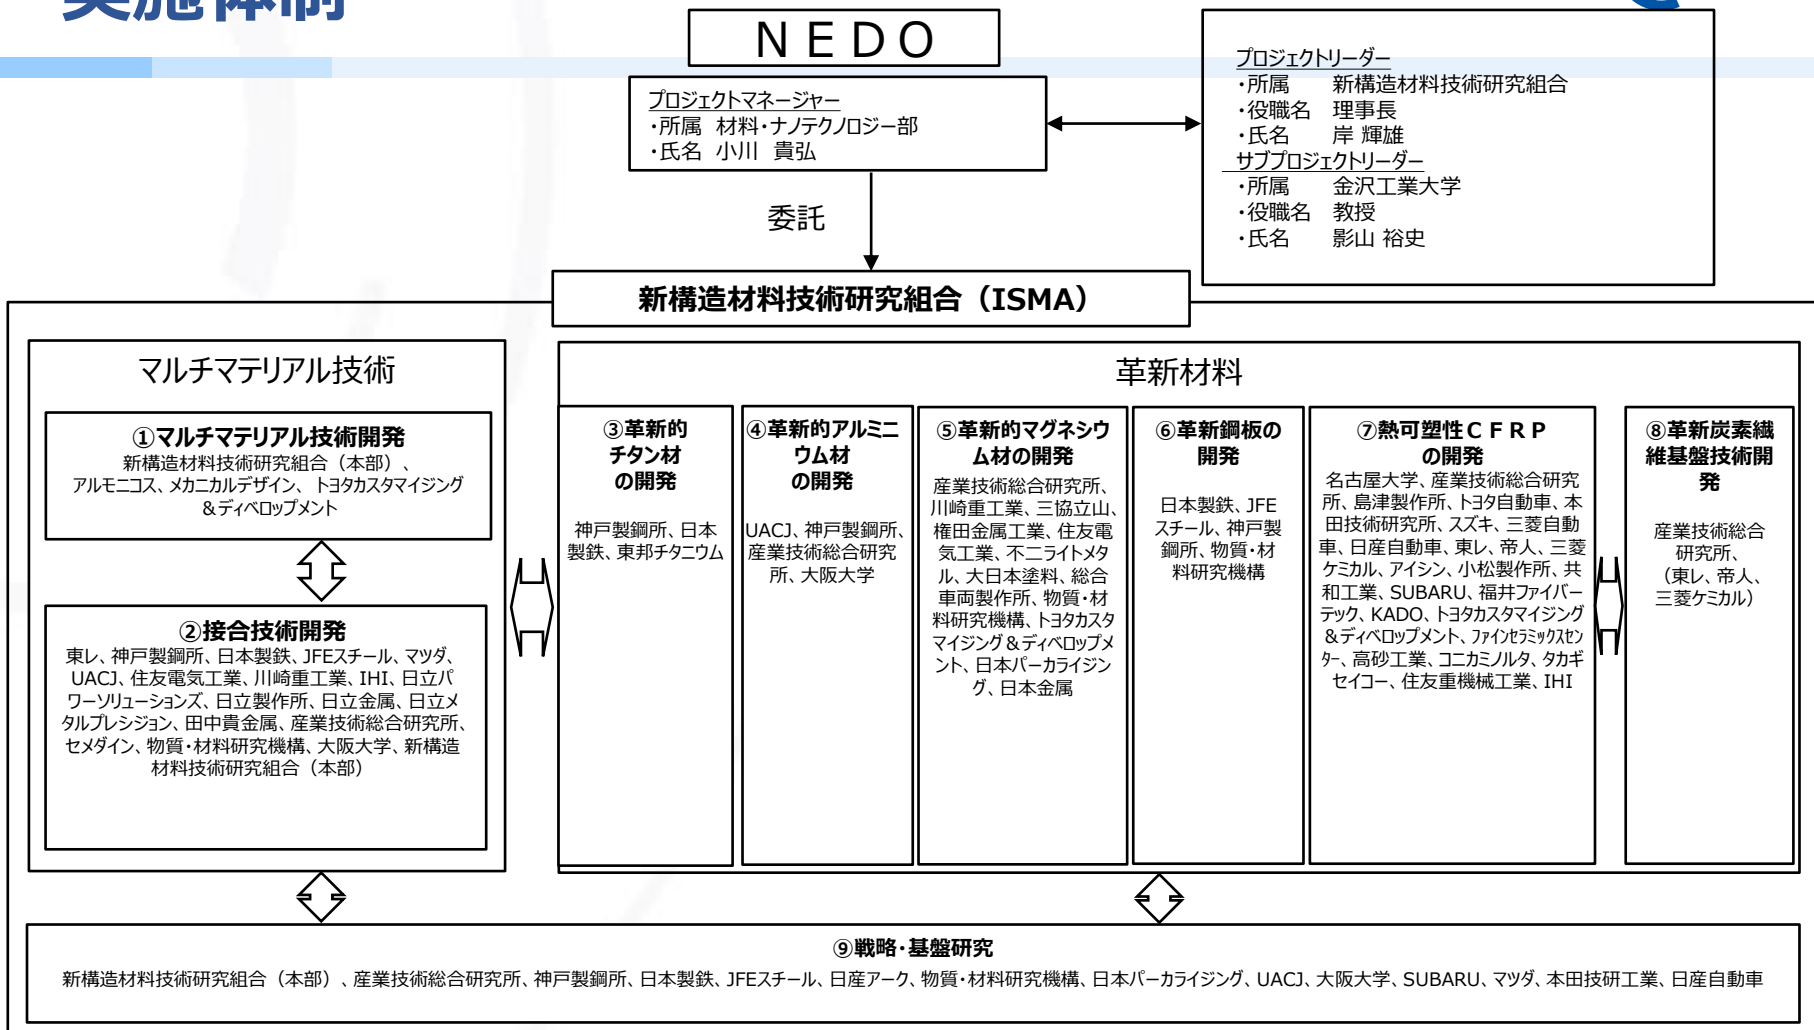 実施体制
ＮＥＤＯ
プロジェクトマネージャー
・所属 材料・ナノテクノロジー部
・氏名 小川 貴弘
プロジェクトリーダー
・所属 新構造材料技術研究組合
・役職名 理事長
・氏名 岸 輝雄
サブプロジェクトリーダー
・所属 金沢工業大学
・役職名 教授
・氏名 影山 裕史
委託
新構造材料技術研究組合（ISMA）
マルチマテリアル技術
①マルチマテリアル技術開発
新構造材料技術研究組合（本部）、
アルモニコス、メカニカルデザイン、トヨタカスタマイジング
＆ディベロップメント
②接合技術開発
東レ、神戸製鋼所、日本製鉄、JFEスチール、マツダ、
UACJ、住友電気工業、川崎重工業、IHI、日立パ
ワーソリューションズ、日立製作所、日立金属、日立メ
タルプレシジョン、田中貴金属、産業技術総合研究所、
セメダイン、物質・材料研究機構、大阪大学、新構造
材料技術研究組合（本部）
革新材料
③革新的
チタン材
の開発
神戸製鋼所、日本
製鉄、東邦チタニウム
④革新的アルミニ
ウム材
の開発
UACJ、神戸製鋼所、
産業技術総合研究
所、大阪大学
⑤革新的マグネシウ
ム材の開発
産業技術総合研究所、
川崎重工業、三協立山、
権田金属工業、住友電
気工業、不二ライトメタ
ル、大日本塗料、総合
車両製作所、物質・材
料研究機構、トヨタカスタ
マイジング＆ディベロップメ
ント、日本パーカライジン
グ、日本金属
⑥革新鋼板の
開発
日本製鉄、JFE
スチール、神戸製
鋼所、物質・材
料研究機構
⑦熱可塑性ＣＦＲＰ
の開発
名古屋大学、産業技術総合研究
所、島津製作所、トヨタ自動車、本
田技術研究所、スズキ、三菱自動
車、日産自動車、東レ、帝人、三菱
ケミカル、アイシン、小松製作所、共
和工業、SUBARU、福井ファイバー
テック、KADO、トヨタカスタマイジング
＆ディベロップメント、ファインセラミックスセン
ター、高砂工業、コニカミノルタ、タカギ
セイコー、住友重機械工業、IHI
⑧革新炭素繊
維基盤技術開
発
産業技術総合
研究所、
（東レ、帝人、
三菱ケミカル）
⑨戦略・基盤研究
新構造材料技術研究組合（本部）、産業技術総合研究所、神戸製鋼所、日本製鉄、JFEスチール、日産アーク、物質・材料研究機構、日本パーカライジング、UACJ、大阪大学、SUBARU、マツダ、本田技研工業、日産自動車